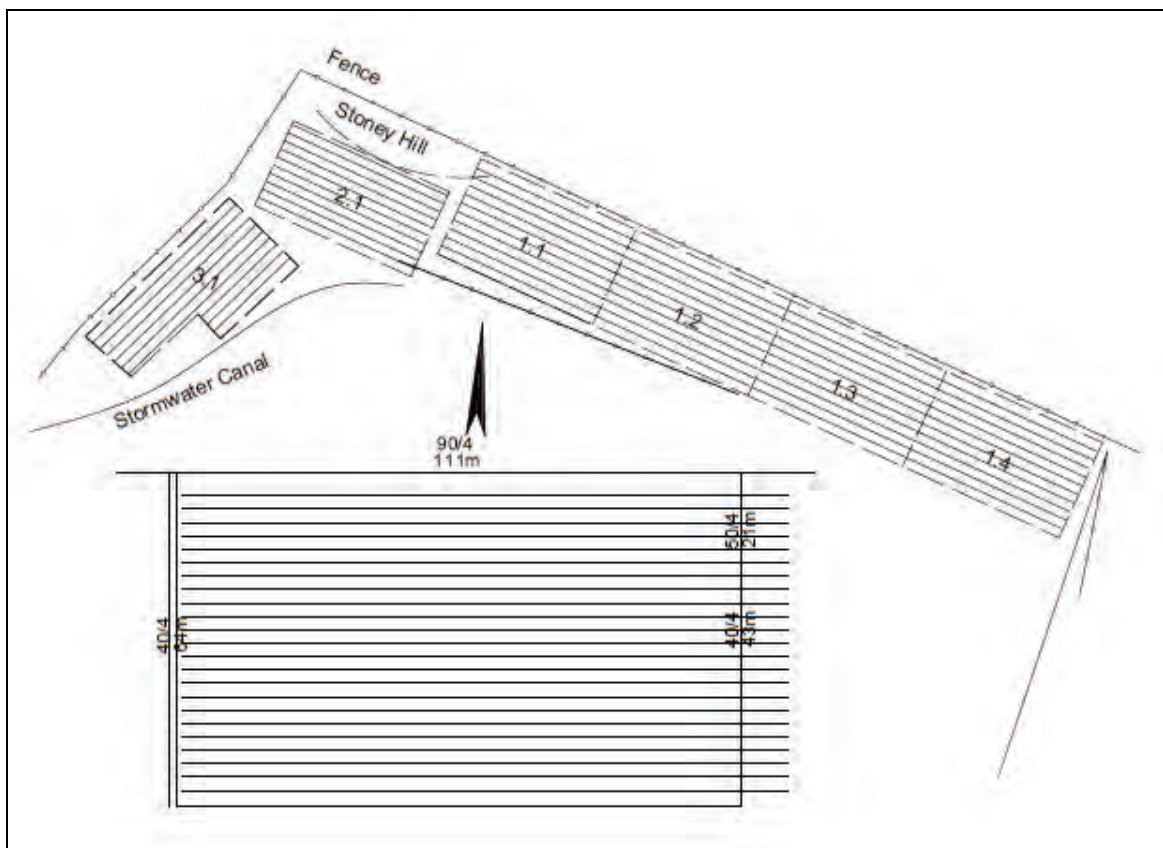 Fence
Stoney Hill
2.1
1.1
3.1
1.2
1.3
1.4
Stormwater Canal
90/4
111m
50/4
21m
40/4
64m
40/4
43m